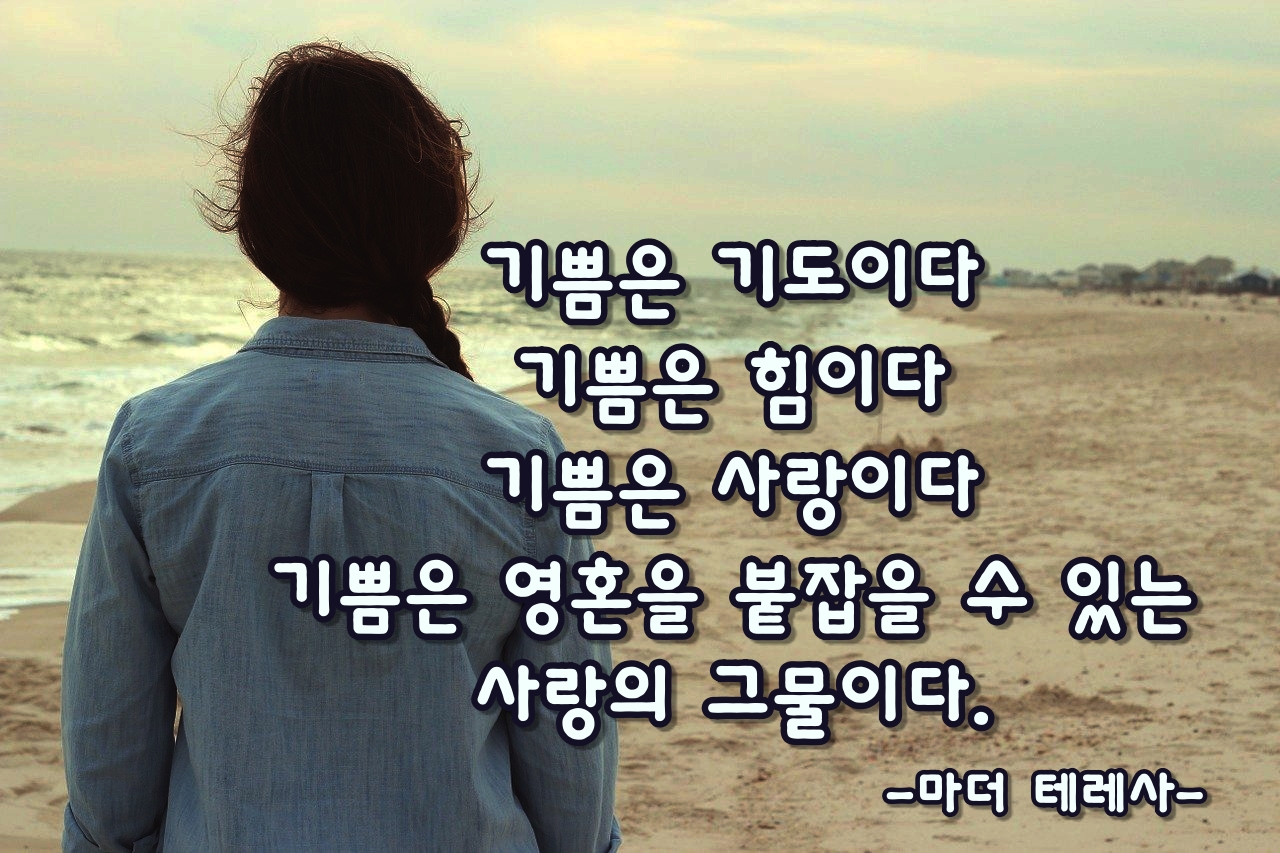 기쁨은 기도이다
기쁨은 힘이다
기쁨은 사랑이다
기쁨은 영혼을 붙잡을 수 있는
사랑의 그물이다.
-마더 테레사-